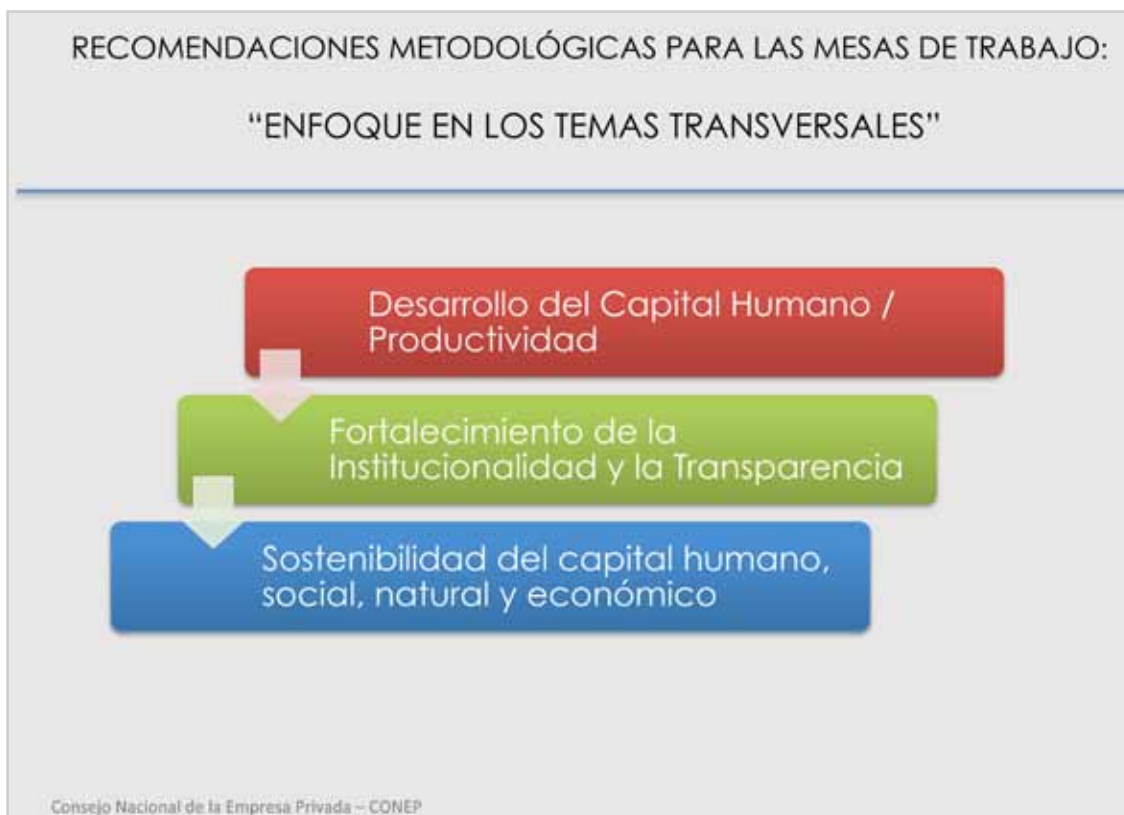 RECOMENDACIONES METODOLÓGICAS PARA LAS MESAS DE TRABAJO:
“ENFOQUE EN LOS TEMAS TRANSVERSALES”
Desarrollo del Capital Humano /
Productividad
Fortalecimiento de la
Institucionalidad y la Transparencia
Sostenibilidad del capital humano,
social, natural y económico
Consejo Nacional de la Empresa Privada – CONEP